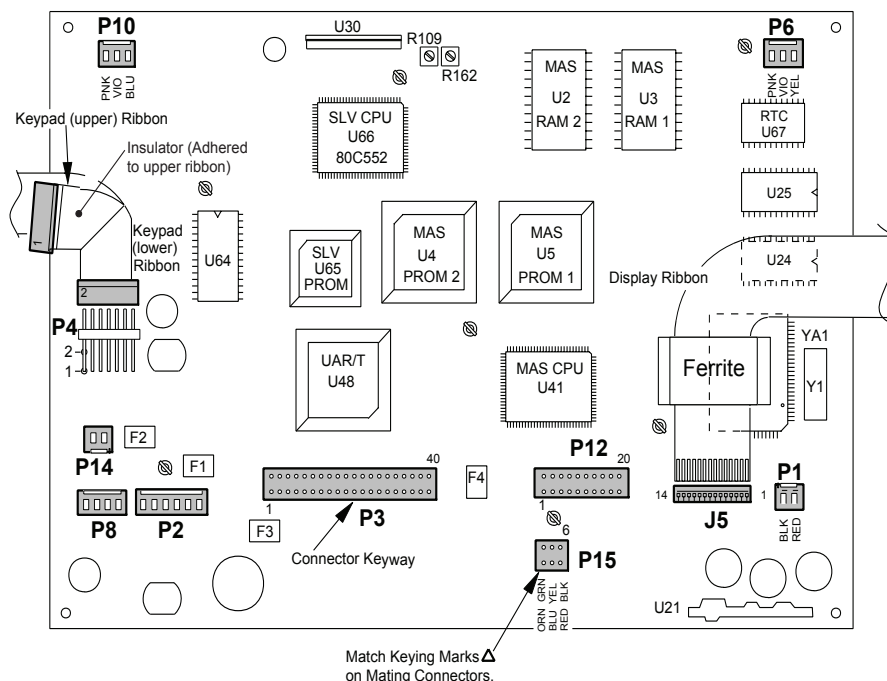 P10
U30
P6
R109
R162
PNK
VIO
BLU
PNK
VIO
YEL
MAS
U2
RAM 2
MAS
U3
RAM 1
RTC
U67
Keypad (upper) Ribbon
Insulator (Adhered
to upper ribbon)
SLV CPU
U66
80C552
U25
1
Keypad
(lower)
Ribbon
U64
SLV
U65
PROM
MAS
U4
PROM 2
MAS
U5
PROM 1
U24
Display Ribbon
2
P4
2
1
UAR/T
U48
MAS CPU
U41
Ferrite
YA1
Y1
F2
P14
F1
40
F4
P12
20
14
1
P1
P8
P2
1
P3
1
J5
F3
Connector Keyway
6
P15
BLK
RED
ORN GRN
BLU YEL
RED BLK
U21
Match Keying Marks Δ
on Mating Connectors.